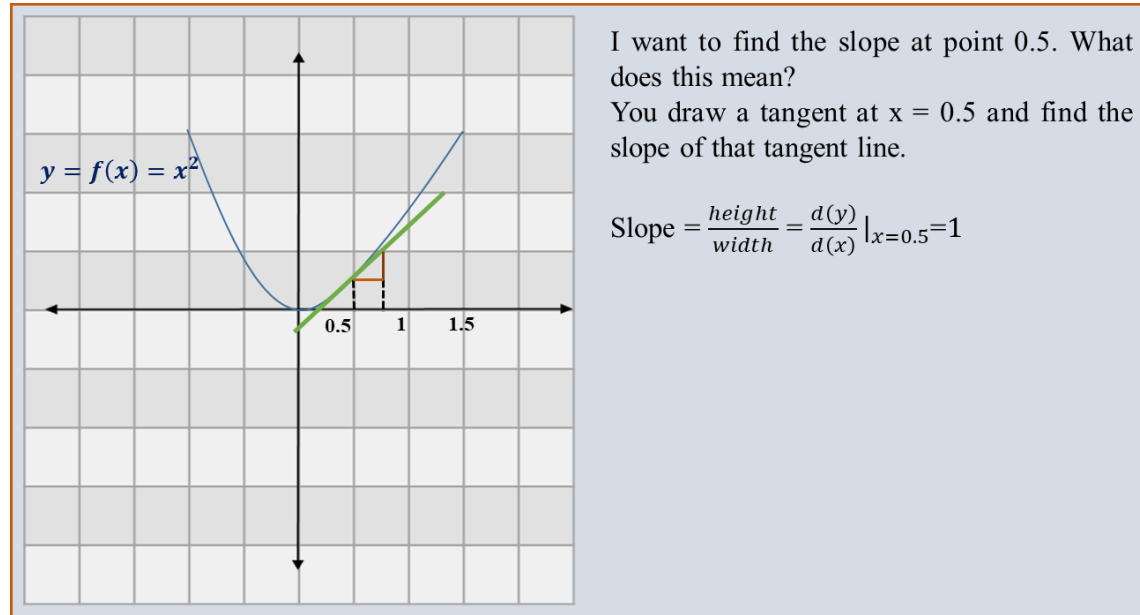 I want to find the slope at point 0.5. What
does this mean?
You draw a tangent at x = 0.5 and find the
slope of that tangent line.
Slope = height/width = d(y)/d(x) |x=0.5=1
y = f(x) = x²
0.5 1 1.5